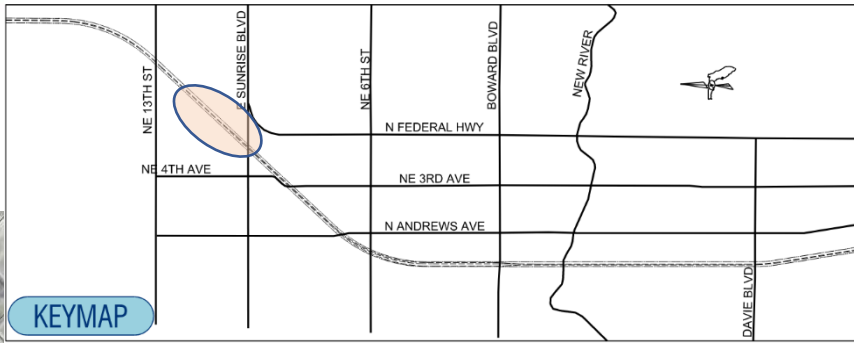 NE 13TH ST
E SUNRISE BLVD
NE 6TH ST
BOWARD BLVD
NEW RIVER
N FEDERAL HWY
NE 4TH AVE
NE 3RD AVE
N ANDREWS AVE
DAVIE BLVD
KEYMAP